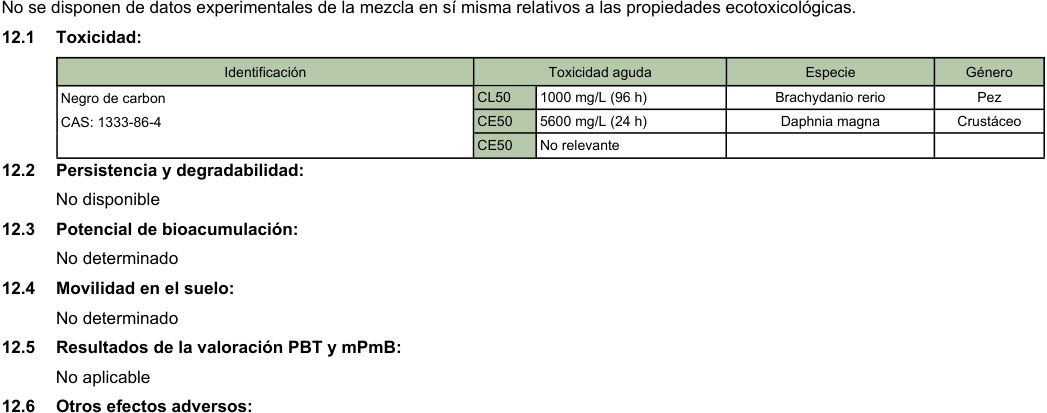 No se disponen de datos experimentales de la mezcla en sí misma relativos a las propiedades ecotoxicológicas.
12.1 Toxicidad:
Identificación Toxicidad aguda Especie Género
Negro de carbon CL50 1000 mg/L (96 h) Brachydanio rerio Pez
CAS: 1333-86-4 CE50 5600 mg/L (24 h) Daphnia magna Crustáceo
CE50 No relevante
12.2 Persistencia y degradabilidad:
No disponible
12.3 Potencial de bioacumulación:
No determinado
12.4 Movilidad en el suelo:
No determinado
12.5 Resultados de la valoración PBT y mPmB:
No aplicable
12.6 Otros efectos adversos: